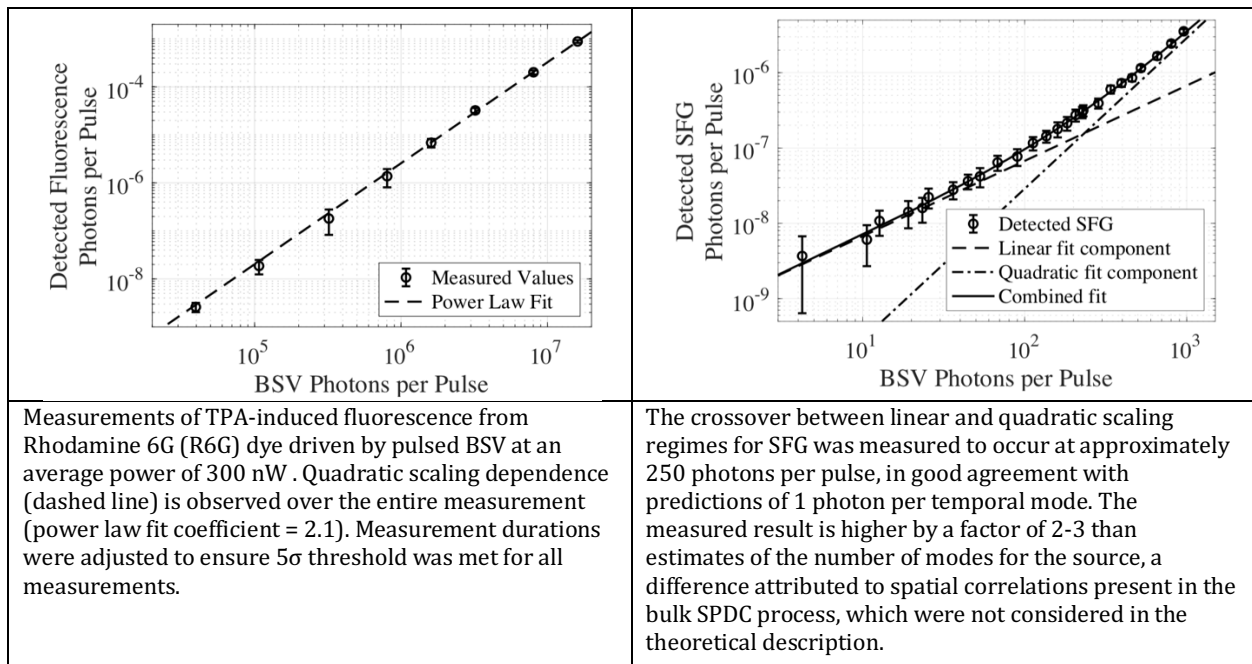 Detected Fluorescence
Photons per Pulse
10^-4
10^-6
10^-8
Measured Values
Power Law Fit
10^5
10^6
10^7
BSV Photons per Pulse
Detected SFG
Photons per Pulse
10^-6
10^-7
10^-8
10^-9
Detected SFG
Linear fit component
Quadratic fit component
Combined fit
10^1
10^2
10^3
BSV Photons per Pulse
Measurements of TPA-induced fluorescence from
Rhodamine 6G (R6G) dye driven by pulsed BSV at an
average power of 300 nW . Quadratic scaling dependence
(dashed line) is observed over the entire measurement
(power law fit coefficient = 2.1). Measurement durations
were adjusted to ensure 5σ threshold was met for all
measurements.
The crossover between linear and quadratic scaling
regimes for SFG was measured to occur at approximately
250 photons per pulse, in good agreement with
predictions of 1 photon per temporal mode. The
measured result is higher by a factor of 2-3 than
estimates of the number of modes for the source, a
difference attributed to spatial correlations present in the
bulk SPDC process, which were not considered in the
theoretical description.